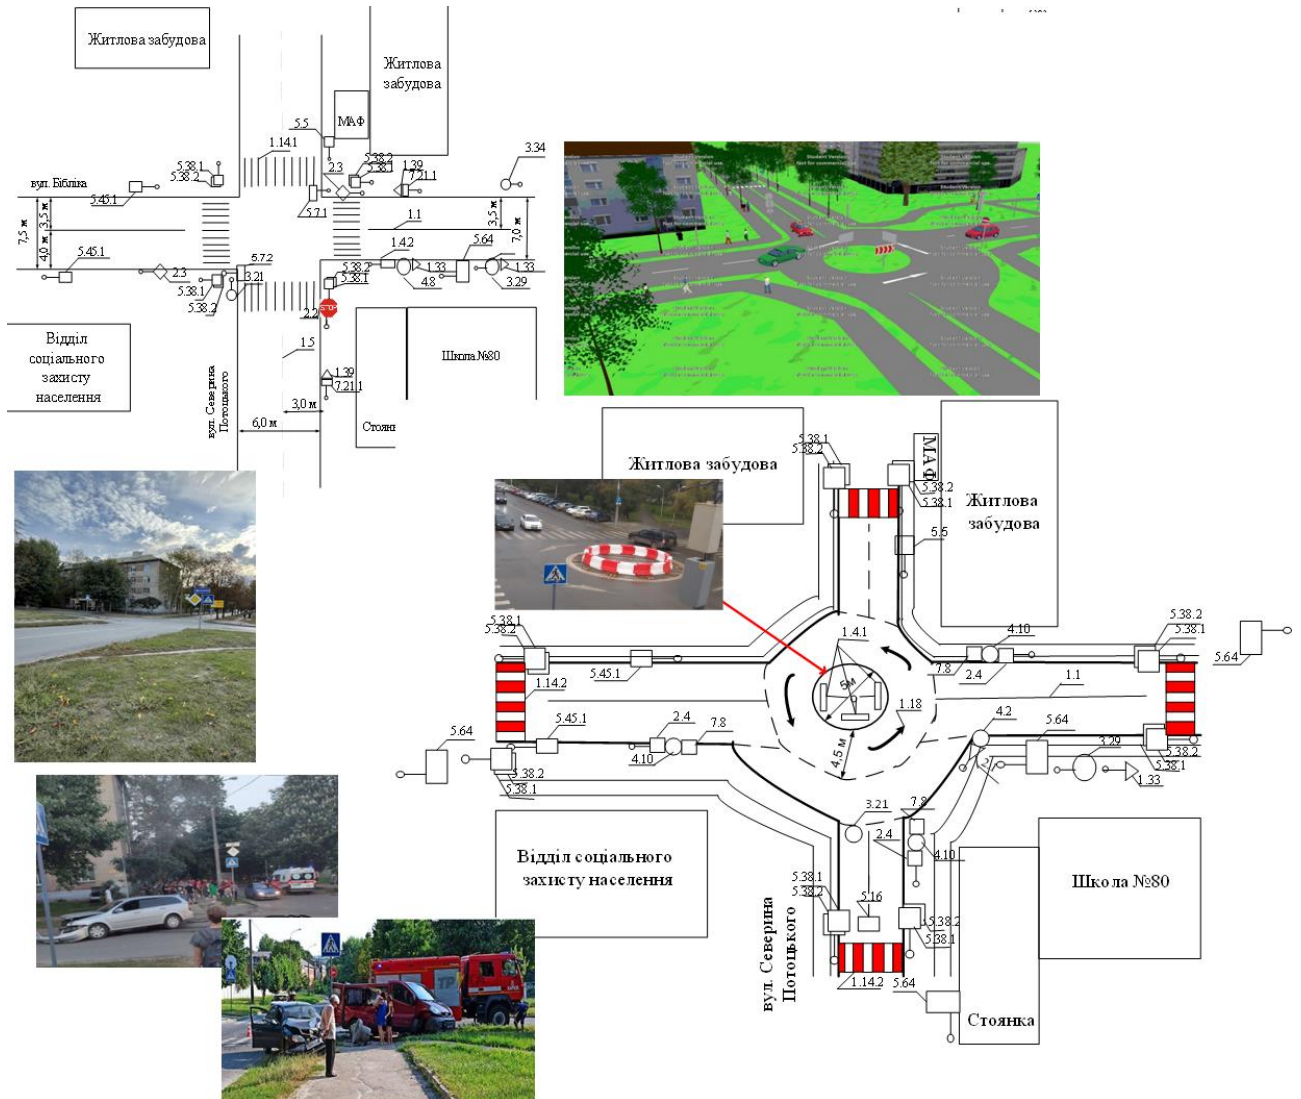 Житлова забудова
Житлова
забудова
МАФ
5.5
1.14.1
5.38.1
5.38.2
2.3
5.38.2
5.38.1
1.39
7.21.1
3.34
вул. Бібліка
5.45.1
5.7.1
1.1
7,5 м
3,5 м
4,0 м
3,5 м
7,0 м
5.45.1
2.3
5.7.2
3.21
5.38.1
5.38.2
1.4.2
5.64
5.38.2
5.38.1
4.8
1.33
3.29
1.33
2.2
STOP
Відділ
соціального
захисту
населення
1.5
1.39
7.21.1
Школа №80
вул. Северина
Потоцького
3,0 м
6,0 м
Student Version
Not for commercial use
5.38.1
5.38.2
Житлова забудова
МАФ
5.38.2
5.38.1
Житлова
забудова
5.5
5.38.1
5.38.2
1.4.1
4.10
5.38.2
5.38.1
5.64
5.45.1
7.8
2.4
1.14.2
5м
1.1
1.18
4,5 м
5.64
5.45.1
2.4
7.8
4.10
4.2
5.64
3.29
5.38.2
5.38.1
5.38.2
5.38.1
1.33
3.21
7.8
2.4
4.10
Відділ соціального
захисту населення
5.38.1
5.38.2
5.16
5.38.2
5.38.1
Школа №80
вул. Северина
Потоцького
1.14.2
5.64
Стоянка